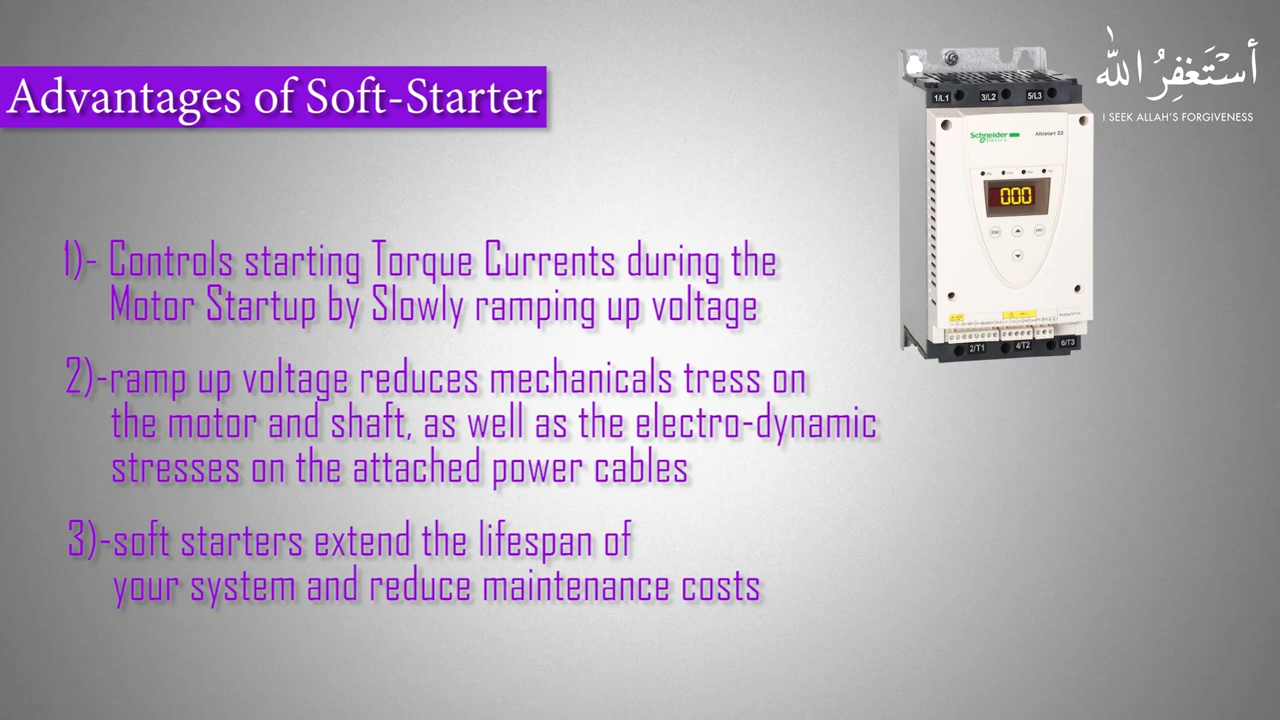 Advantages of Soft-Starter
أَسْتَغْفِرُ اللّٰه
I SEEK ALLAH'S FORGIVENESS
1/L1 3/L2 5/L3
Schneider
Electric
Altistart 22
000
ESC
ENT
2/T1 4/T2 6/T3
1)- Controls starting Torque Currents during the
Motor Startup by Slowly ramping up voltage
2)-ramp up voltage reduces mechanicals tress on
the motor and shaft, as well as the electro-dynamic
stresses on the attached power cables
3)-soft starters extend the lifespan of
your system and reduce maintenance costs